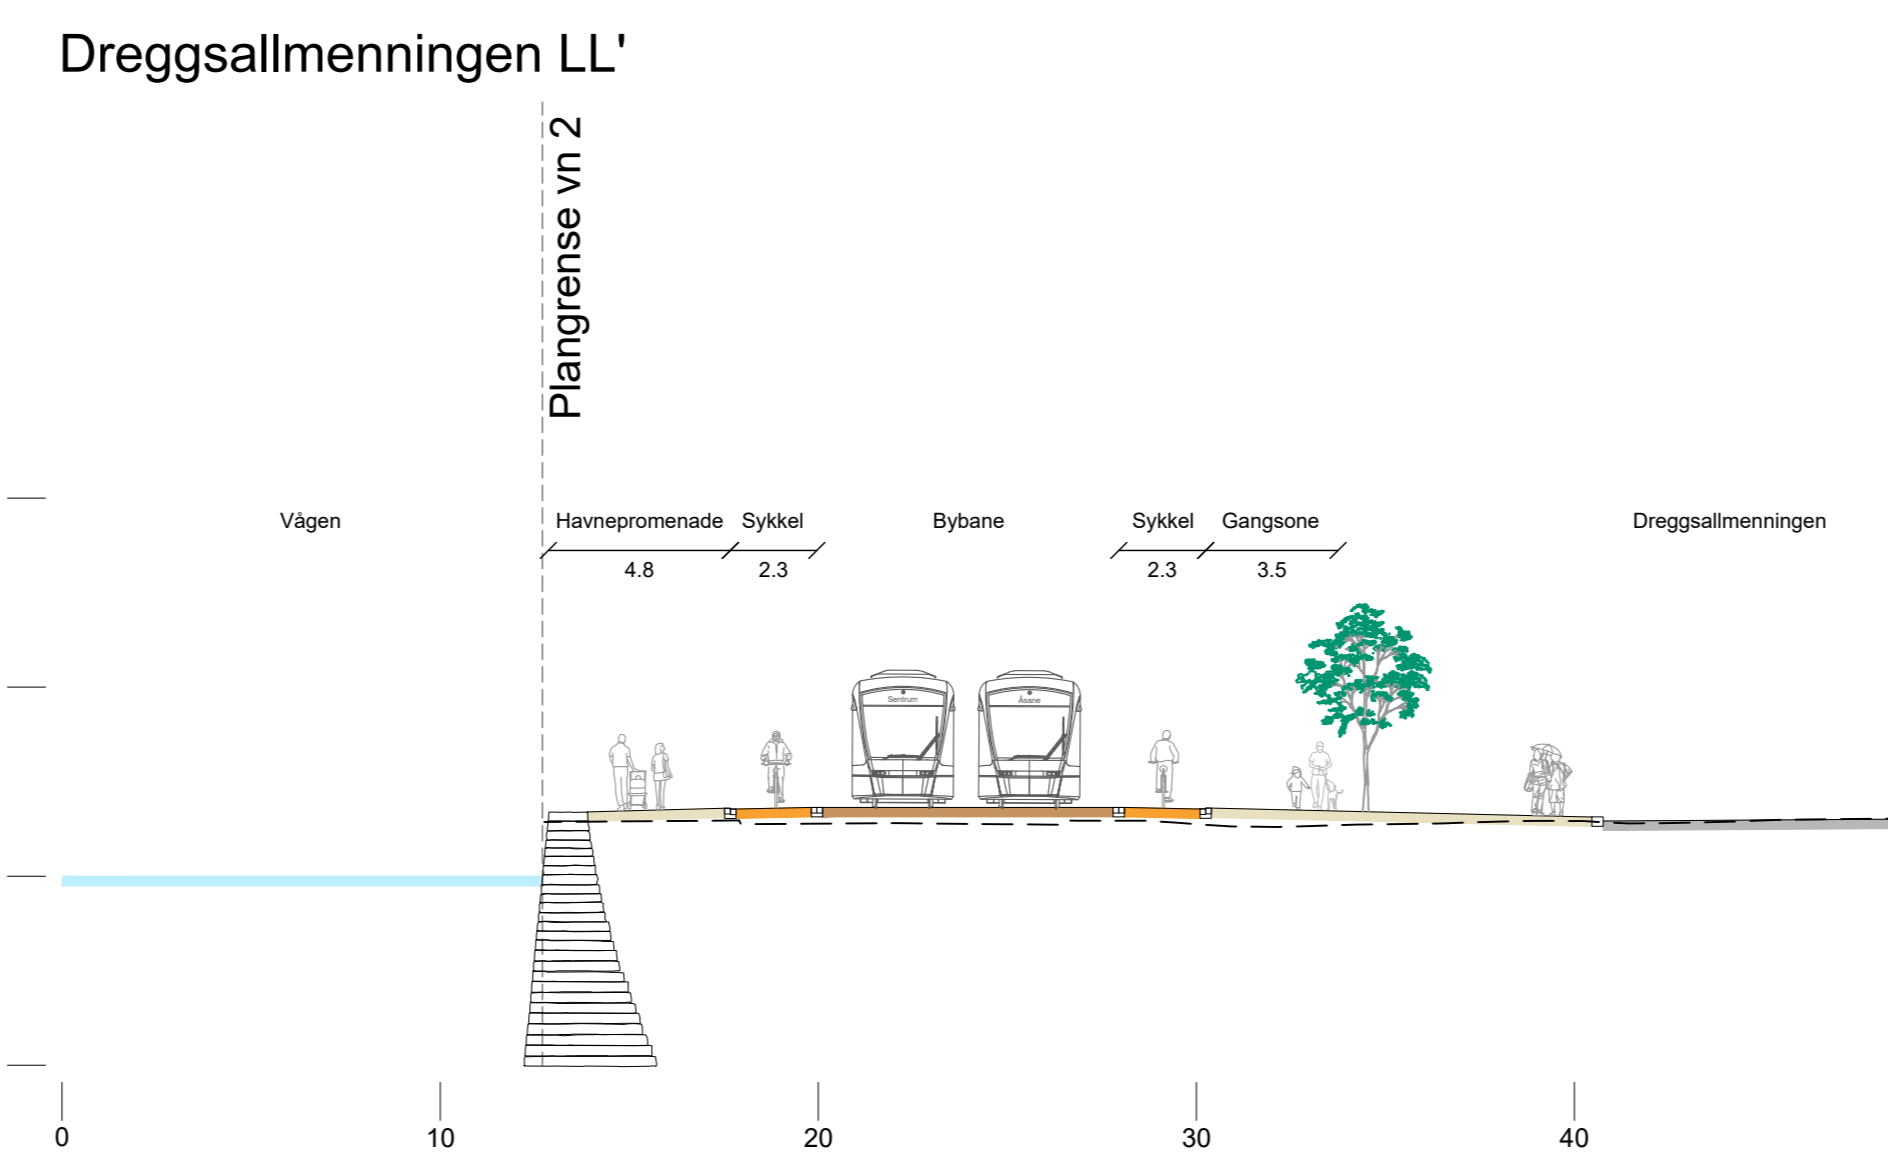 Dreggsallmenningen LL'
Plangrense vn 2
Vågen
Havnepromenade
Sykkel
Bybane
Sykkel
Gangsone
Dreggsallmenningen
4.8
2.3
2.3
3.5
Sentrum
Åsane
0
10
20
30
40